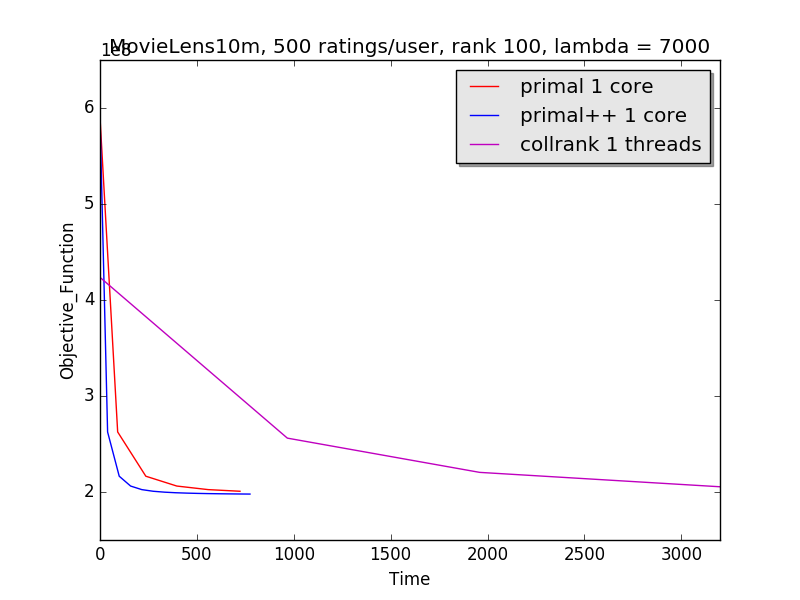 MovieLens10m, 500 ratings/user, rank 100, lambda = 7000
1e8
primal 1 core
primal++ 1 core
collrank 1 threads
6
5
4
3
2
Objective_Function
0 500 1000 1500 2000 2500 3000
Time